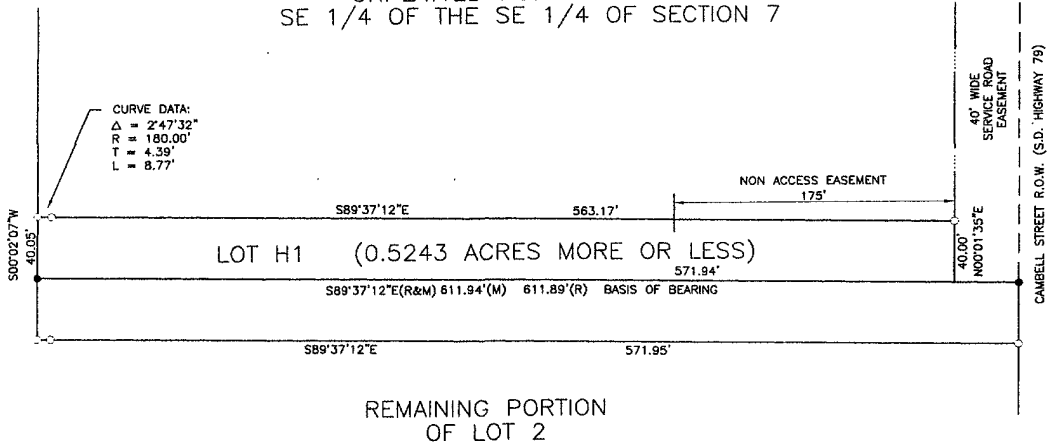 SE 1/4 OF THE SE 1/4 OF SECTION 7
CURVE DATA:
Δ = 2°47'32"
R = 180.00'
T = 4.39'
L = 8.77'
40' WIDE
SERVICE ROAD
EASEMENT
CAMBELL STREET R.O.W. (S.D. HIGHWAY 79)
NON ACCESS EASEMENT
175'
S89°37'12"E 563.17'
S00°02'07"W
40.05'
LOT H1 (0.5243 ACRES MORE OR LESS)
40.00'
N00°01'35"E
571.94'
S89°37'12"E(R&M) 611.94'(M) 611.89'(R) BASIS OF BEARING
S89°37'12"E 571.95'
REMAINING PORTION
OF LOT 2